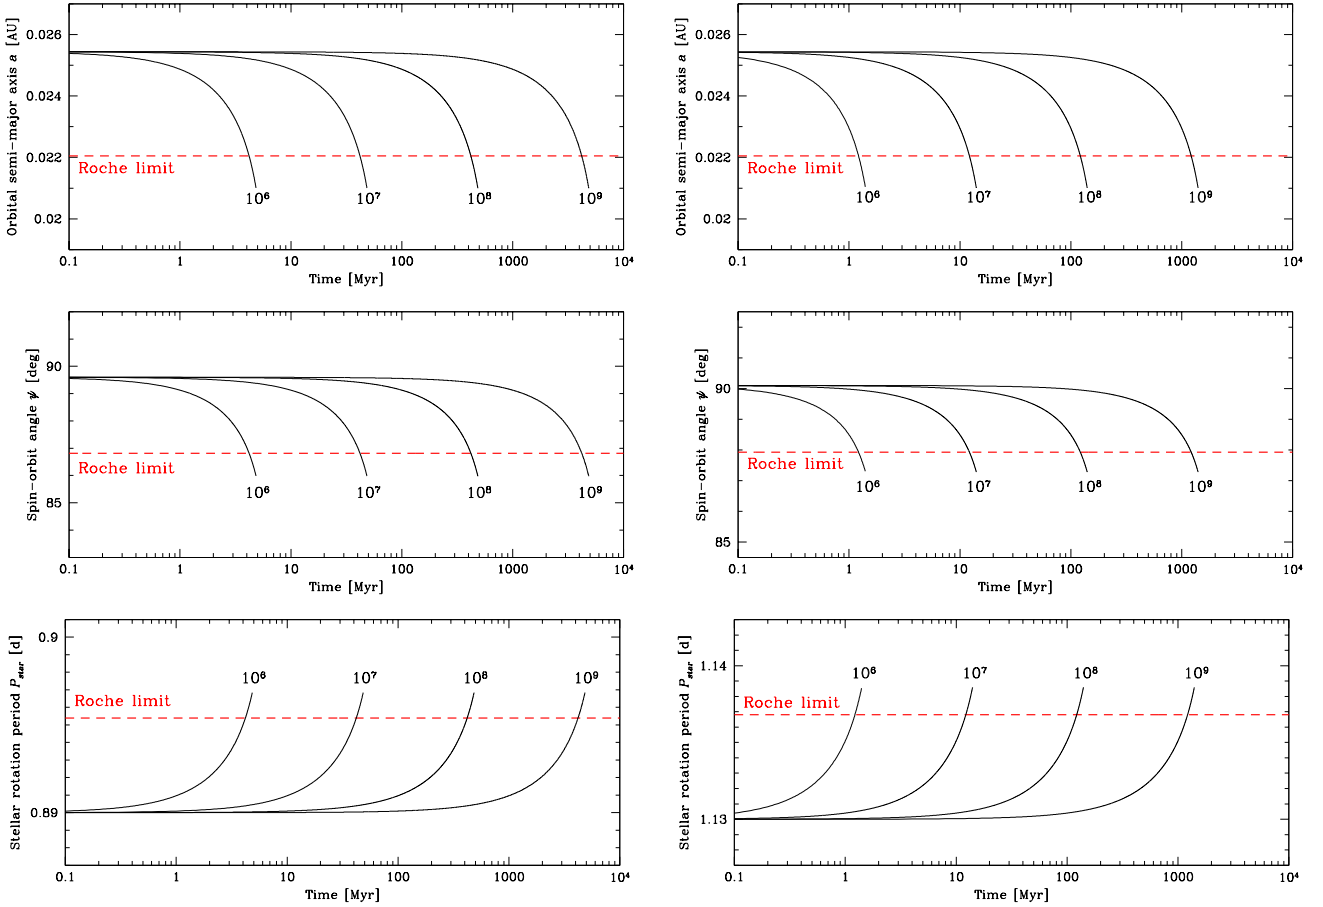 Orbital semi-major axis a [AU]
0.026
0.024
0.022
0.02
Roche limit
10⁶ 10⁷ 10⁸ 10⁹
0.1 1 10 100 1000 10⁴
Time [Myr]
Orbital semi-major axis a [AU]
0.026
0.024
0.022
0.02
Roche limit
10⁶ 10⁷ 10⁸ 10⁹
0.1 1 10 100 1000 10⁴
Time [Myr]
Spin-orbit angle ψ [deg]
90
85
Roche limit
10⁶ 10⁷ 10⁸ 10⁹
0.1 1 10 100 1000 10⁴
Time [Myr]
Spin-orbit angle ψ [deg]
90
85
Roche limit
10⁶ 10⁷ 10⁸ 10⁹
0.1 1 10 100 1000 10⁴
Time [Myr]
Stellar rotation period P_star [d]
0.9
0.89
10⁶ 10⁷ 10⁸ 10⁹
Roche limit
0.1 1 10 100 1000 10⁴
Time [Myr]
Stellar rotation period P_star [d]
1.14
1.13
10⁶ 10⁷ 10⁸ 10⁹
Roche limit
0.1 1 10 100 1000 10⁴
Time [Myr]